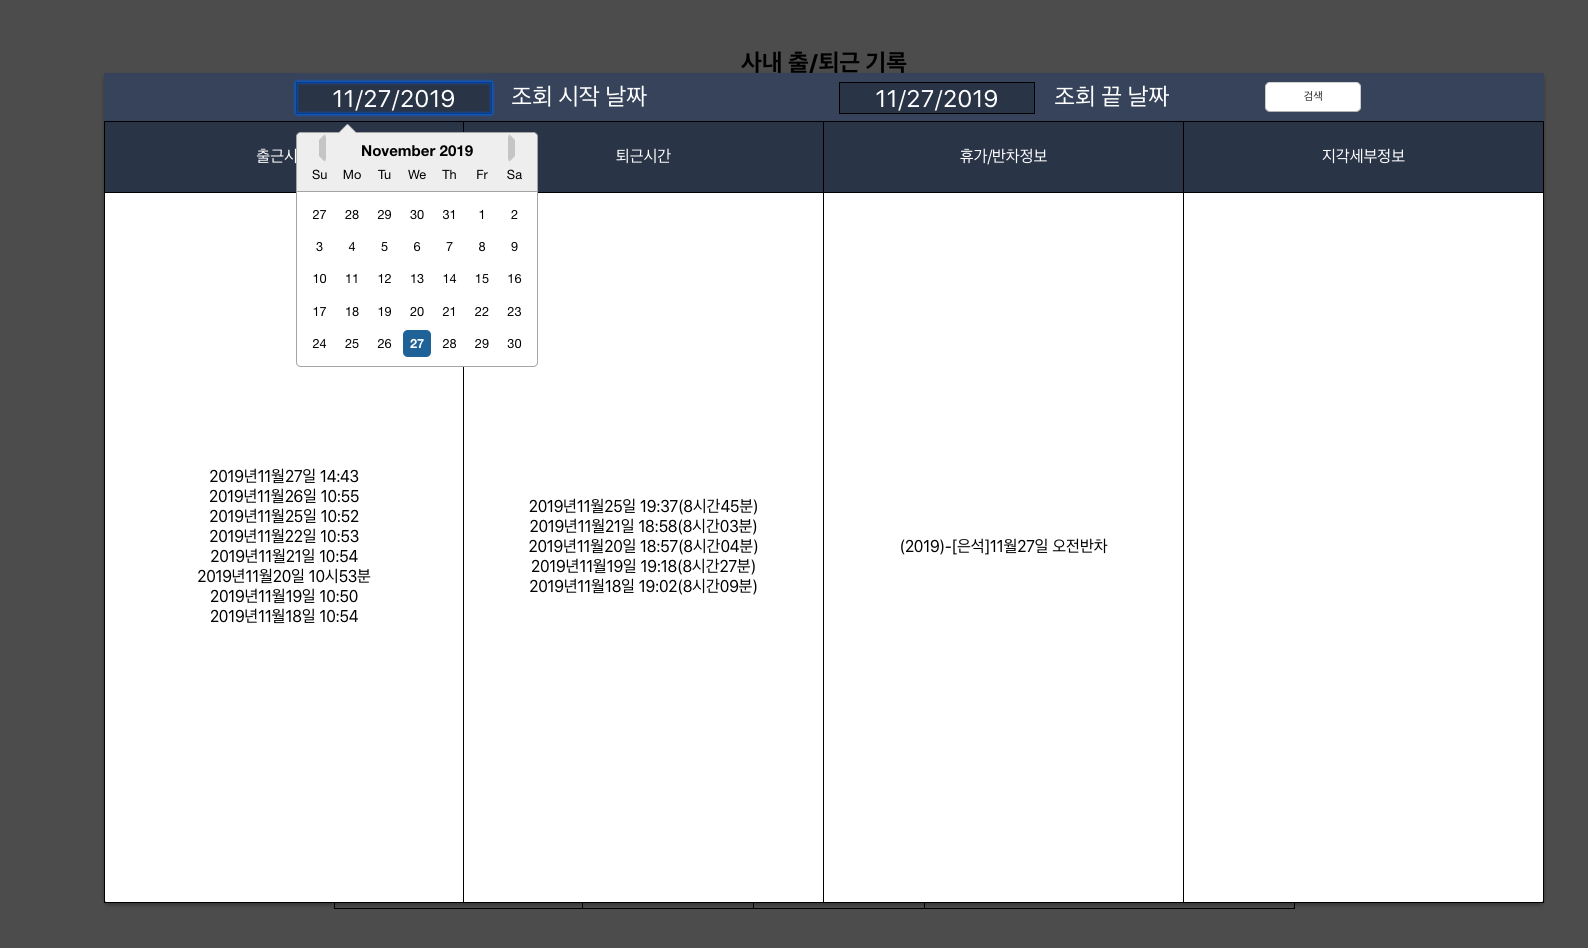 사내 출/퇴근 기록
11/27/2019 조회 시작 날짜 11/27/2019 조회 끝 날짜 검색
출근시 퇴근시간 휴가/반차정보 지각세부정보
November 2019
Su Mo Tu We Th Fr Sa
27 28 29 30 31 1 2
3 4 5 6 7 8 9
10 11 12 13 14 15 16
17 18 19 20 21 22 23
24 25 26 27 28 29 30
2019년11월27일 14:43
2019년11월26일 10:55
2019년11월25일 10:52
2019년11월22일 10:53
2019년11월21일 10:54
2019년11월20일 10시53분
2019년11월19일 10:50
2019년11월18일 10:54
2019년11월25일 19:37(8시간45분)
2019년11월21일 18:58(8시간03분)
2019년11월20일 18:57(8시간04분)
2019년11월19일 19:18(8시간27분)
2019년11월18일 19:02(8시간09분)
(2019)-[은석]11월27일 오전반차